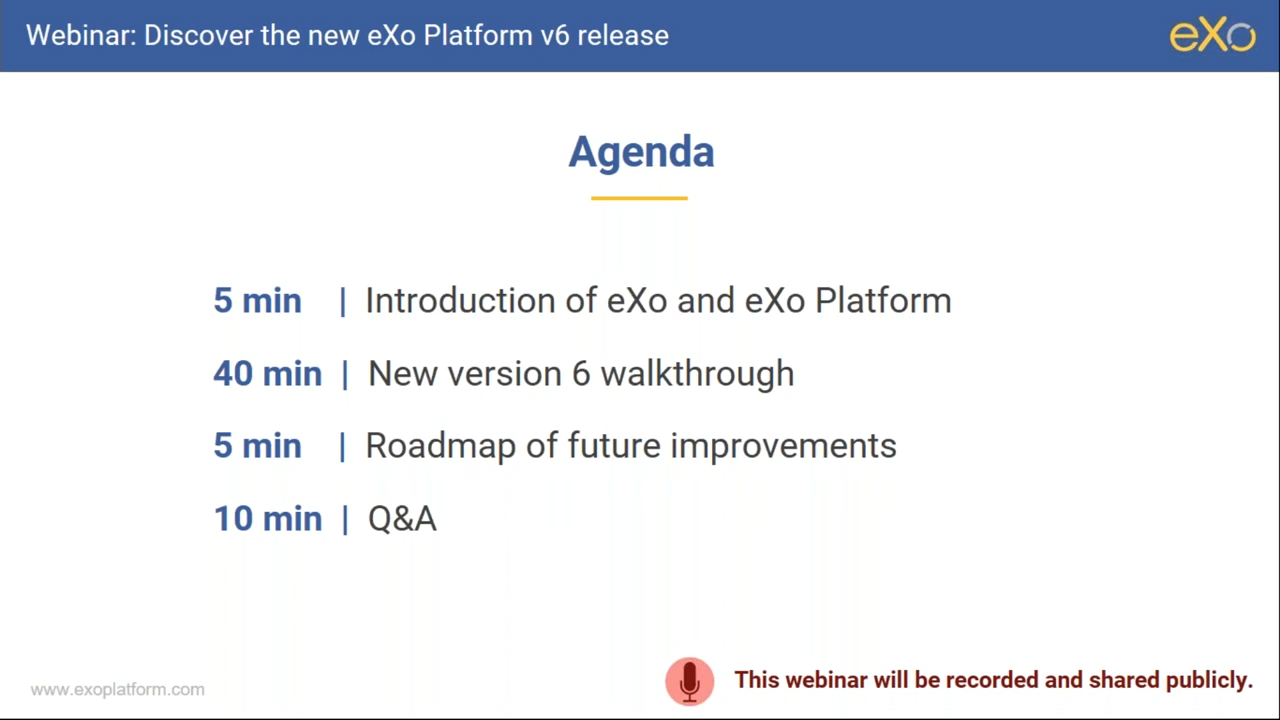 Webinar: Discover the new eXo Platform v6 release
eXo
Agenda
5 min | Introduction of eXo and eXo Platform
40 min | New version 6 walkthrough
5 min | Roadmap of future improvements
10 min | Q&A
www.exoplatform.com
This webinar will be recorded and shared publicly.